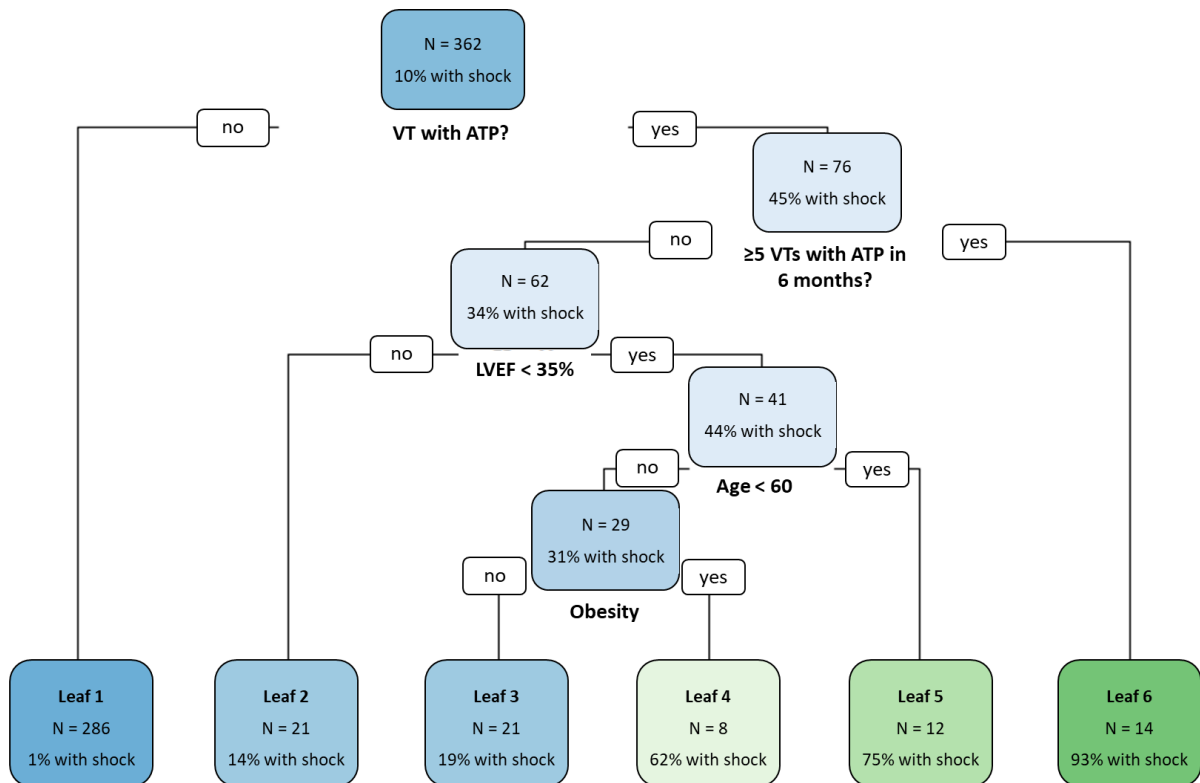 N = 362
10% with shock
no
VT with ATP?
yes
N = 76
45% with shock
no
≥5 VTs with ATP in
6 months?
yes
N = 62
34% with shock
no
LVEF < 35%
yes
N = 41
44% with shock
no
Age < 60
yes
N = 29
31% with shock
no
Obesity
yes
Leaf 1
N = 286
1% with shock
Leaf 2
N = 21
14% with shock
Leaf 3
N = 21
19% with shock
Leaf 4
N = 8
62% with shock
Leaf 5
N = 12
75% with shock
Leaf 6
N = 14
93% with shock